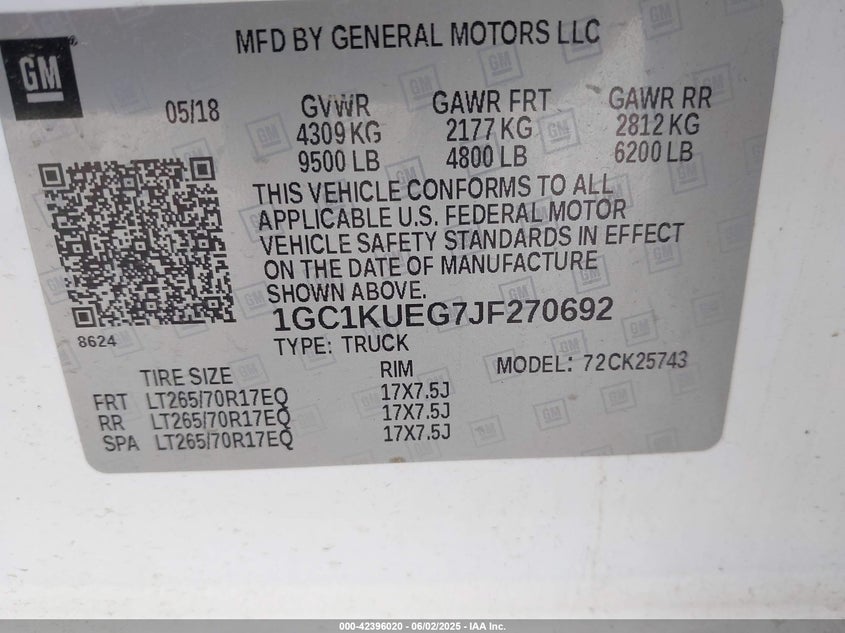 MFD BY GENERAL MOTORS LLC
GM
05/18 GVWR GAWR FRT GAWR RR
4309 KG 2177 KG 2812 KG
9500 LB 4800 LB 6200 LB
THIS VEHICLE CONFORMS TO ALL
APPLICABLE U.S. FEDERAL MOTOR
VEHICLE SAFETY STANDARDS IN EFFECT
ON THE DATE OF MANUFACTURE
SHOWN ABOVE.
1GC1KUEG7JF270692
8624
TYPE: TRUCK MODEL: 72CK25743
TIRE SIZE RIM
FRT LT265/70R17EQ 17X7.5J
RR LT265/70R17EQ 17X7.5J
SPA LT265/70R17EQ 17X7.5J
000-42396020 - 06/02/2025 - IAA Inc.